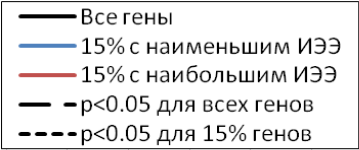 Все гены
15% с наименьшим ИЭЭ
15% с наибольшим ИЭЭ
p<0.05 для всех генов
p<0.05 для 15% генов